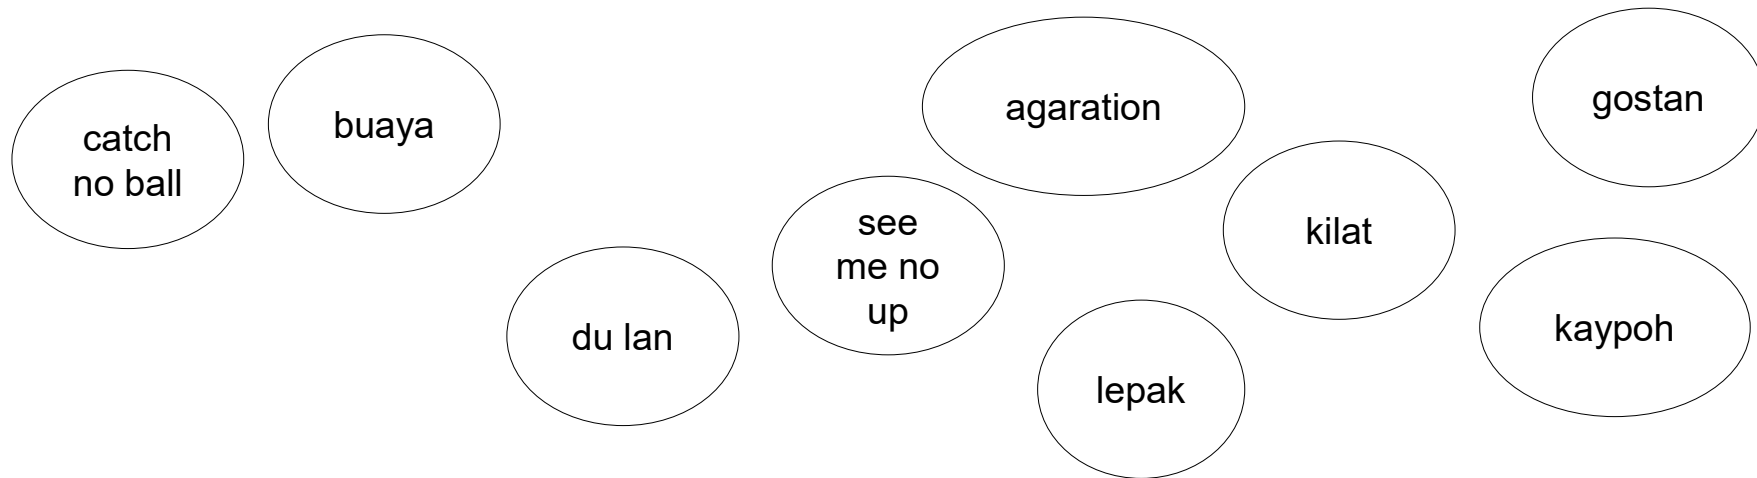 catch
no ball
buaya
du lan
see
me no
up
agaration
lepak
kilat
gostan
kaypoh